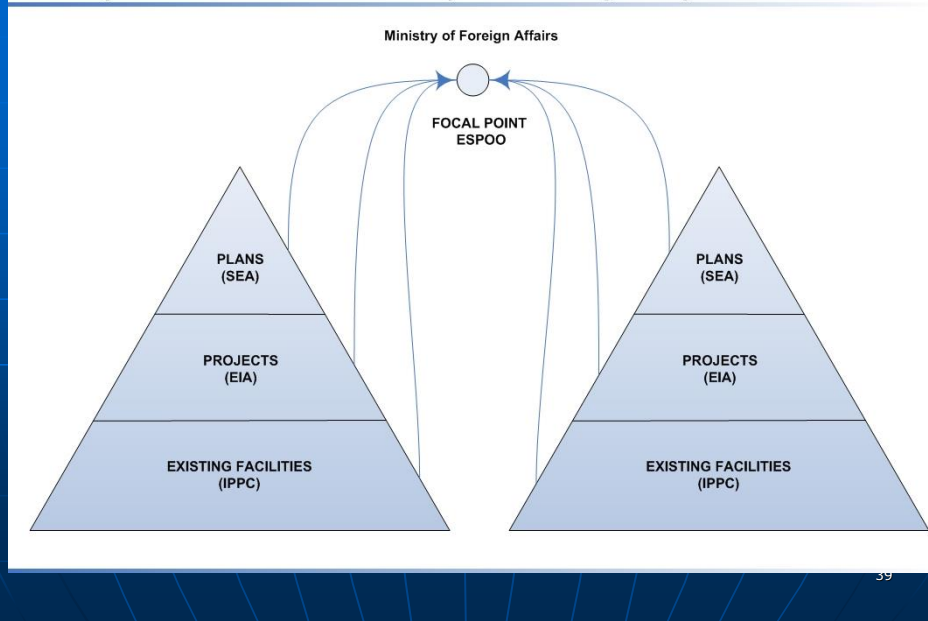 Ministry of Foreign Affairs
FOCAL POINT
ESPOO
PLANS
(SEA)
PROJECTS
(EIA)
EXISTING FACILITIES
(IPPC)
PLANS
(SEA)
PROJECTS
(EIA)
EXISTING FACILITIES
(IPPC)
39